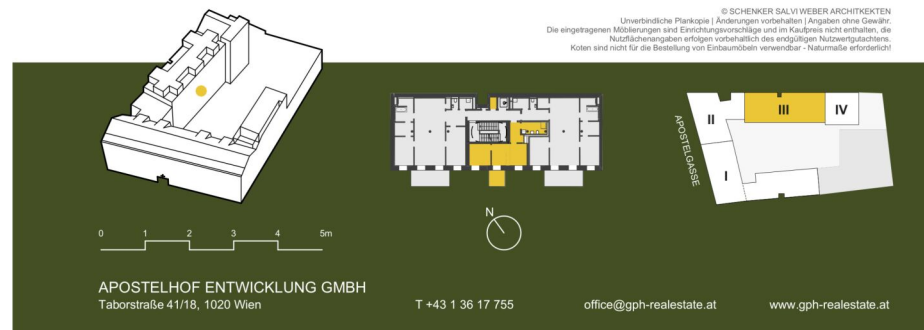 © SCHENKER SALVI WEBER ARCHITKEKTEN
Unverbindliche Plankopie | Änderungen vorbehalten | Angaben ohne Gewähr.
Die eingetragenen Möblierungen sind Einrichtungsvorschläge und im Kaufpreis nicht enthalten, die
Nutzflächenangaben erfolgen vorbehaltlich des endgültigen Nutzwertgutachtens.
Koten sind nicht für die Bestellung von Einbaumöbeln verwendbar - Naturmaße erforderlich!
II
III
IV
APOSTELGASSE
I
N
0 1 2 3 4 5m
APOSTELHOF ENTWICKLUNG GMBH
Taborstraße 41/18, 1020 Wien
T +43 1 36 17 755
office@gph-realestate.at
www.gph-realestate.at